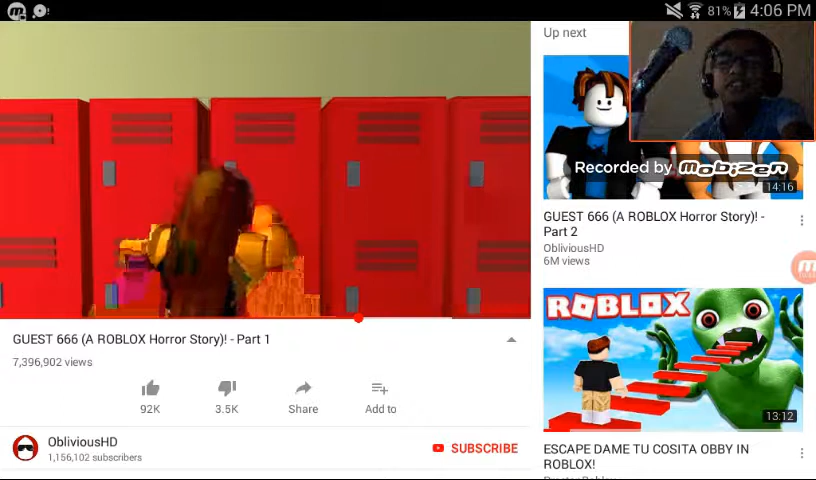 81% 4:06 PM
Up next
Recorded by MOBIZEN
14:16
GUEST 666 (A ROBLOX Horror Story)! -
Part 2
ObliviousHD
6M views
GUEST 666 (A ROBLOX Horror Story)! - Part 1
7,396,902 views
92K
3.5K
Share
Add to
ObliviousHD
1,156,102 subscribers
SUBSCRIBE
ROBLOX
13:12
ESCAPE DAME TU COSITA OBBY IN
ROBLOX!